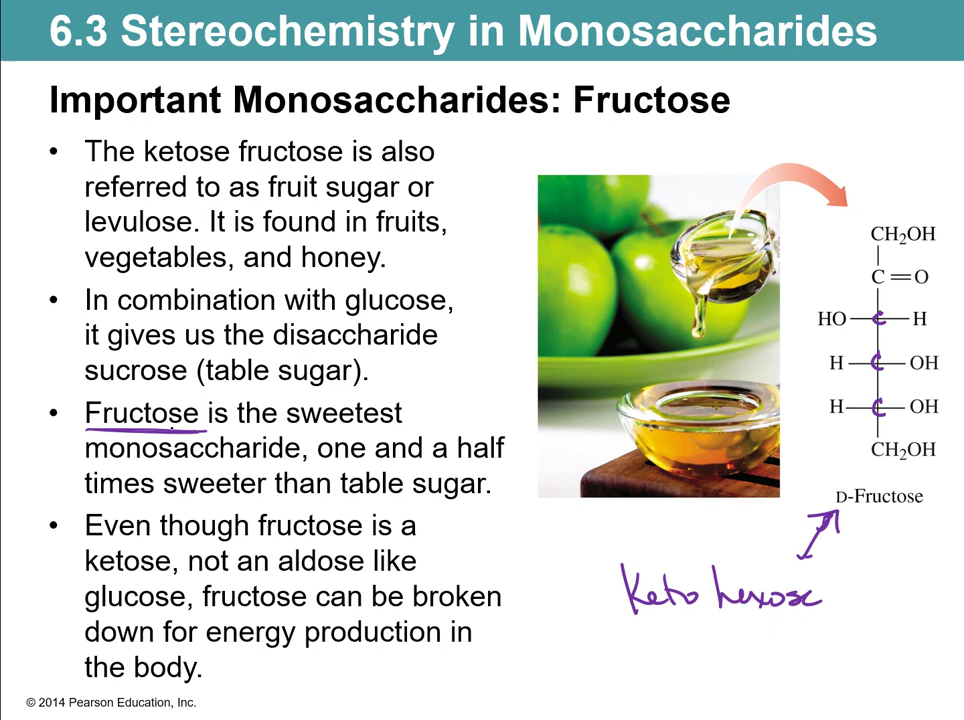 6.3 Stereochemistry in Monosaccharides
Important Monosaccharides: Fructose
• The ketose fructose is also
referred to as fruit sugar or
levulose. It is found in fruits,
vegetables, and honey.
• In combination with glucose,
it gives us the disaccharide
sucrose (table sugar).
• Fructose is the sweetest
monosaccharide, one and a half
times sweeter than table sugar.
• Even though fructose is a
ketose, not an aldose like
glucose, fructose can be broken
down for energy production in
the body.
CH₂OH
C=O
HO C H
H C OH
H C OH
CH₂OH
D-Fructose
Keto hexose
© 2014 Pearson Education, Inc.